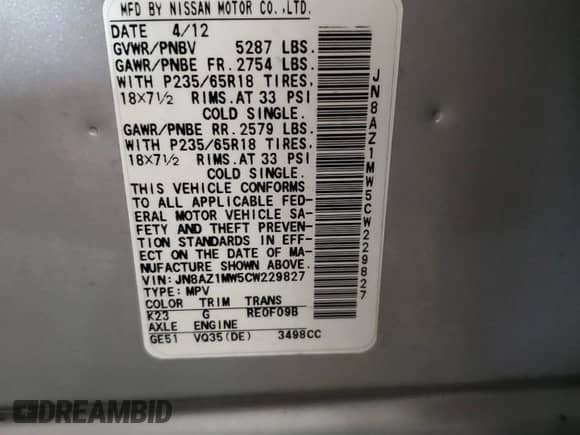 MFD BY NISSAN MOTOR CO.,LTD.
DATE 4/12
GVWR/PNBV 5287 LBS.
GAWR/PNBE FR. 2754 LBS.
WITH P235/65R18 TIRES,
18×7½ RIMS.AT 33 PSI
COLD SINGLE.
GAWR/PNBE RR. 2579 LBS.
WITH P235/65R18 TIRES,
18×7½ RIMS.AT 33 PSI
COLD SINGLE.
THIS VEHICLE CONFORMS
TO ALL APPLICABLE FED-
ERAL MOTOR VEHICLE SA-
FETY AND THEFT PREVEN-
TION STANDARDS IN EFF-
ECT ON THE DATE OF MA-
NUFACTURE SHOWN ABOVE.
VIN: JN8AZ1MW5CW229827
TYPE: MPV
COLOR TRIM TRANS
K23 G RE0F09B
AXLE ENGINE
GE51 VQ35(DE) 3498CC
JN8AZ1MW5CW229827
DREAMBID